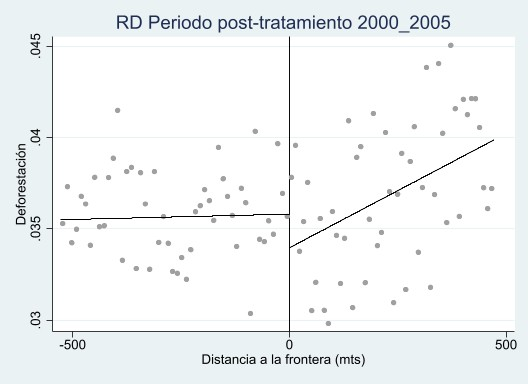 RD Periodo post-tratamiento 2000_2005
.045
.04
.035
.03
Deforestación
-500 0 500
Distancia a la frontera (mts)